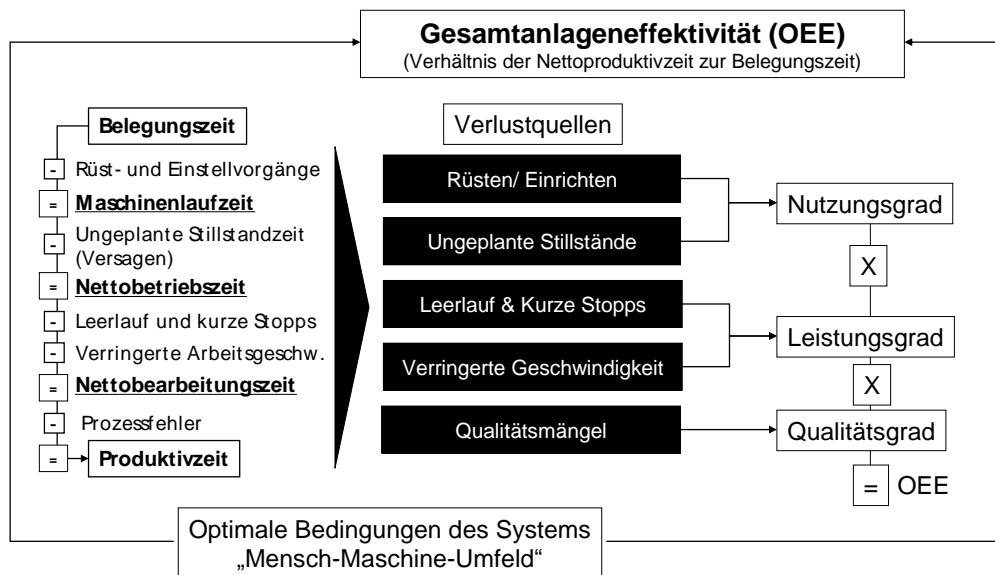 Gesamtanlageneffektivität (OEE)
(Verhältnis der Nettoproduktivzeit zur Belegungszeit)
Belegungszeit
- Rüst- und Einstellvorgänge
= Maschinenlaufzeit
- Ungeplante Stillstandzeit
(Versagen)
= Nettobetriebszeit
- Leerlauf und kurze Stopps
- Verringerte Arbeitsgeschw.
= Nettobearbeitungszeit
- Prozessfehler
= Produktivzeit
Verlustquellen
Rüsten/ Einrichten
Ungeplante Stillstände
Leerlauf & Kurze Stopps
Verringerte Geschwindigkeit
Qualitätsmängel
Nutzungsgrad
X
Leistungsgrad
X
Qualitätsgrad
= OEE
Optimale Bedingungen des Systems
„Mensch-Maschine-Umfeld“